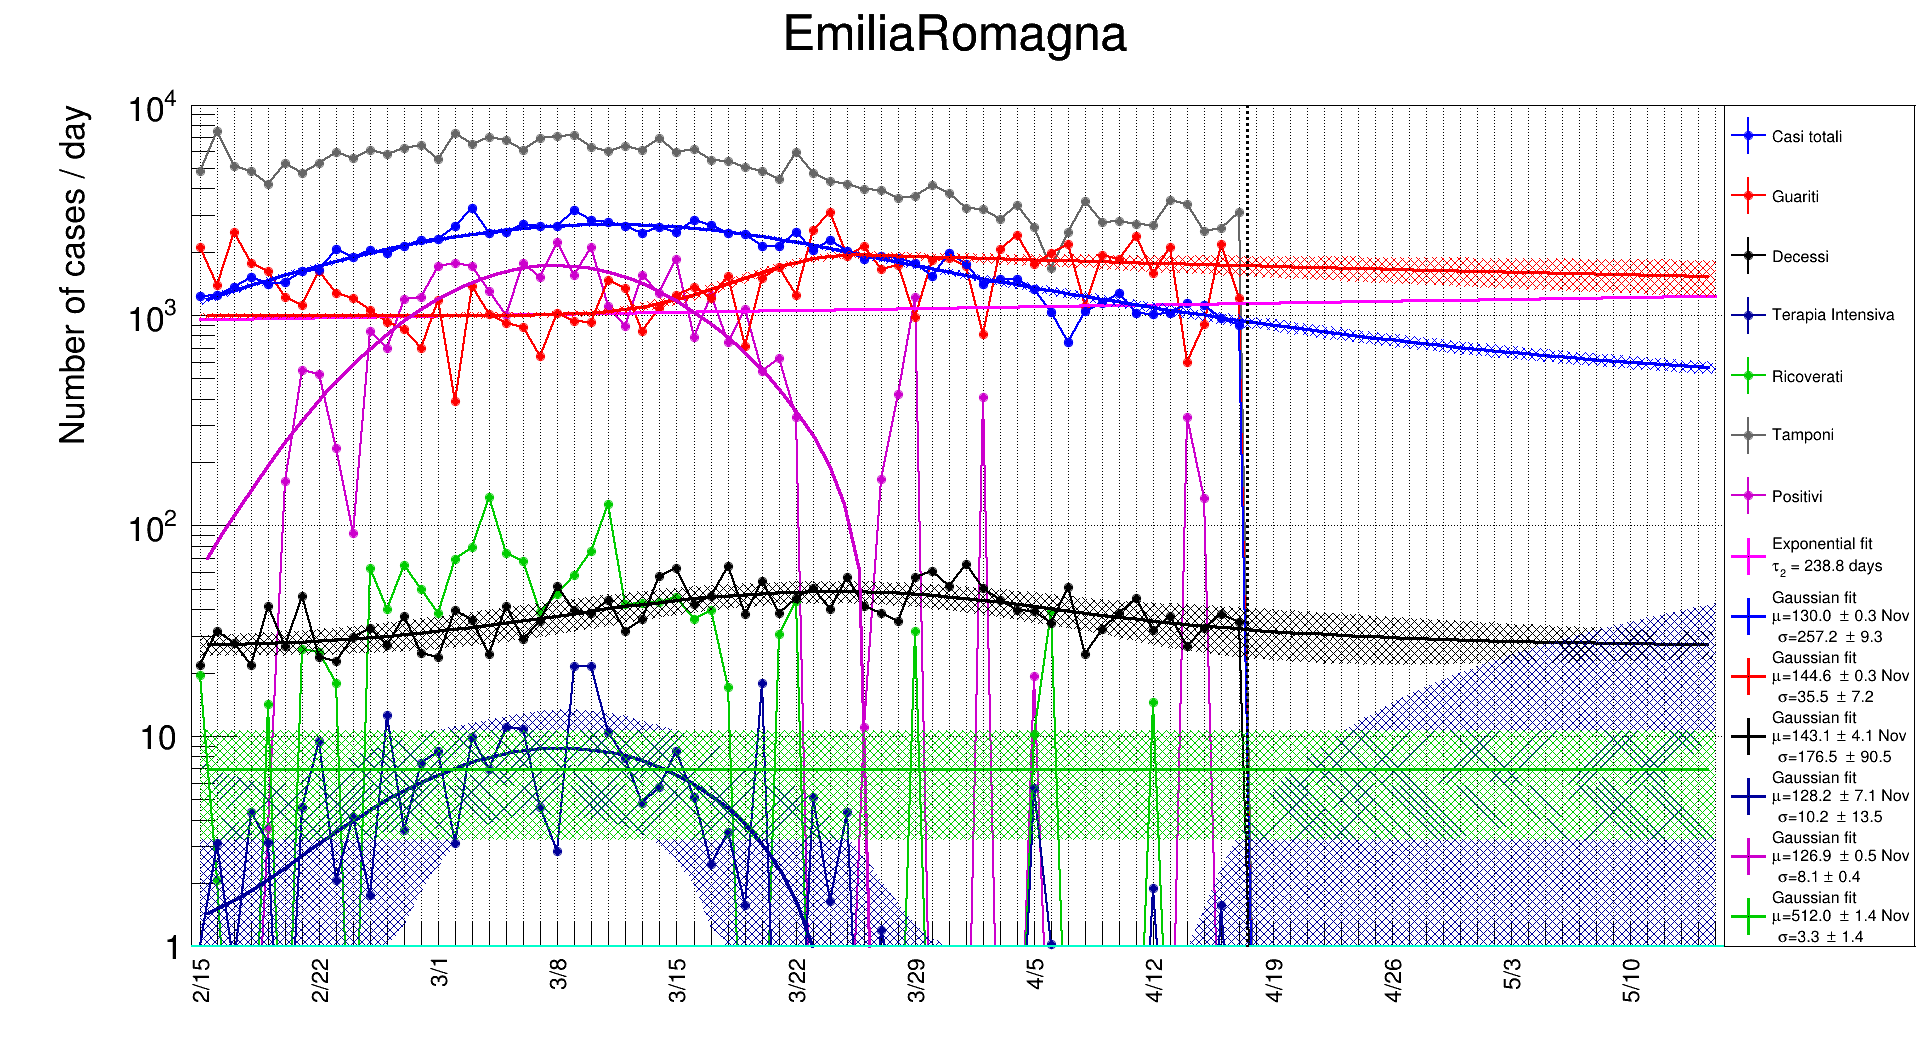 EmiliaRomagna
Number of cases / day
10^4
10^3
10^2
10
1
2/15
2/22
3/1
3/8
3/15
3/22
3/29
4/5
4/12
4/19
4/26
5/3
5/10
Casi totali
Guariti
Decessi
Terapia Intensiva
Ricoverati
Tamponi
Positivi
Exponential fit
τ₂ = 238.8 days
Gaussian fit
μ=130.0 ± 0.3 Nov
σ=257.2 ± 9.3
Gaussian fit
μ=144.6 ± 0.3 Nov
σ=35.5 ± 7.2
Gaussian fit
μ=143.1 ± 4.1 Nov
σ=176.5 ± 90.5
Gaussian fit
μ=128.2 ± 7.1 Nov
σ=10.2 ± 13.5
Gaussian fit
μ=126.9 ± 0.5 Nov
σ=8.1 ± 0.4
Gaussian fit
μ=512.0 ± 1.4 Nov
σ=3.3 ± 1.4